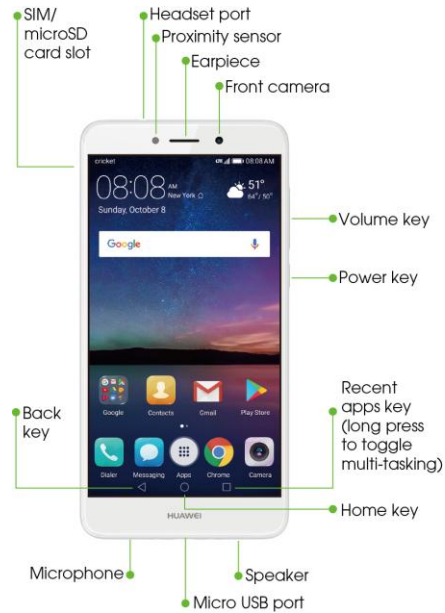 SIM/
microSD
card slot
Headset port
Proximity sensor
Earpiece
Front camera
cricket
08:08 AM
08:08 AM
New York
51°
64°/ 50°
Sunday, October 8
Google
Volume key
Power key
Google
Contacts
Gmail
Play Store
Back
key
Recent
apps key
(long press
to toggle
multi-tasking)
Dialer
Messaging
Apps
Chrome
Camera
Home key
HUAWEI
Microphone
Speaker
Micro USB port